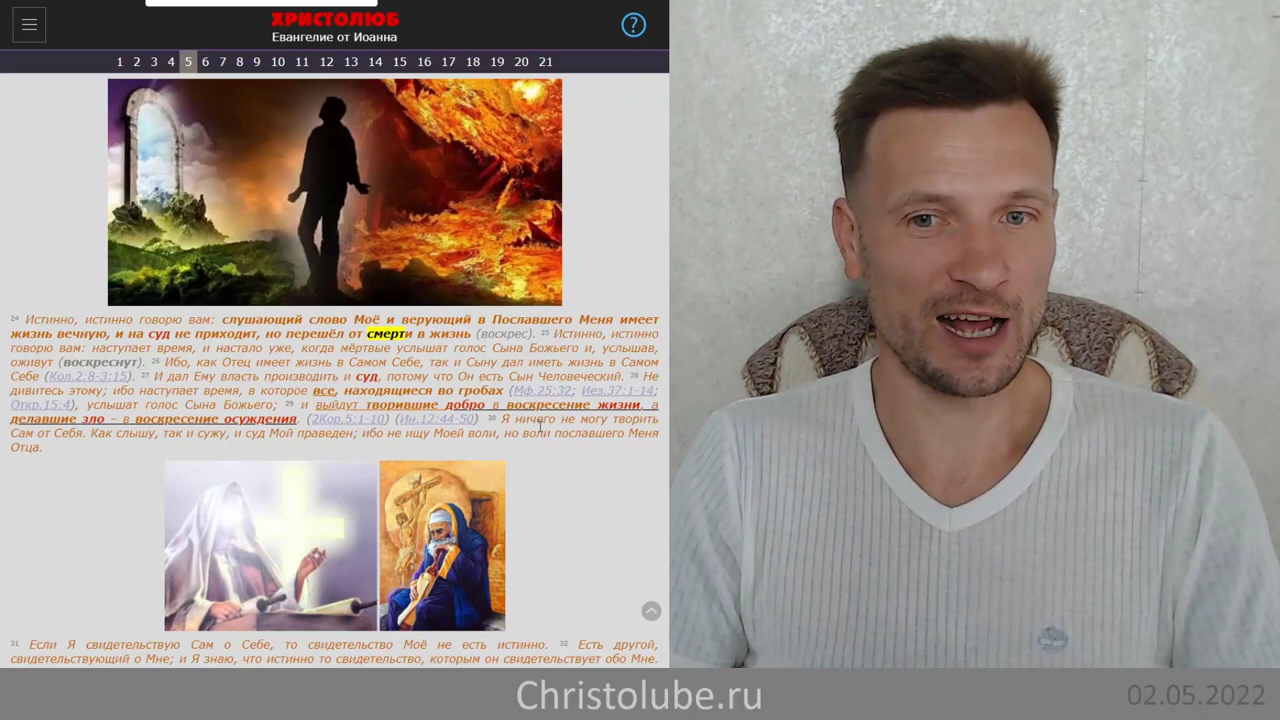 ХРИСТОЛЮБ
Евангелие от Иоанна
?
1 2 3 4 5 6 7 8 9 10 11 12 13 14 15 16 17 18 19 20 21
24 Истинно, истинно говорю вам: слушающий слово Моё и верующий в Пославшего Меня имеет
жизнь вечную, и на суд не приходит, но перешёл от смерти в жизнь (воскрес). 25 Истинно, истинно
говорю вам: наступает время, и настало уже, когда мёртвые услышат голос Сына Божьего и, услышав,
оживут (воскреснут). 26 Ибо, как Отец имеет жизнь в Самом Себе, так и Сыну дал иметь жизнь в Самом
Себе (Кол.2:8-3:15). 27 И дал Ему власть производить и суд, потому что Он есть Сын Человеческий. 28 Не
дивитесь этому; ибо наступает время, в которое все, находящиеся во гробах (Мф.25:32; Иез.37:1-14;
Откр.15:4), услышат голос Сына Божьего; 29 и выйдут творившие добро в воскресение жизни, а
делавшие зло – в воскресение осуждения. (2Кор.5:1-10) (Ин.12:44-50) 30 Я ничего не могу творить
Сам от Себя. Как слышу, так и сужу, и суд Мой праведен; ибо не ищу Моей воли, но воли пославшего Меня
Отца.
31 Если Я свидетельствую Сам о Себе, то свидетельство Моё не есть истинно. 32 Есть другой,
свидетельствующий о Мне; и Я знаю, что истинно то свидетельство, которым он свидетельствует обо Мне.
Christolube.ru
02.05.2022